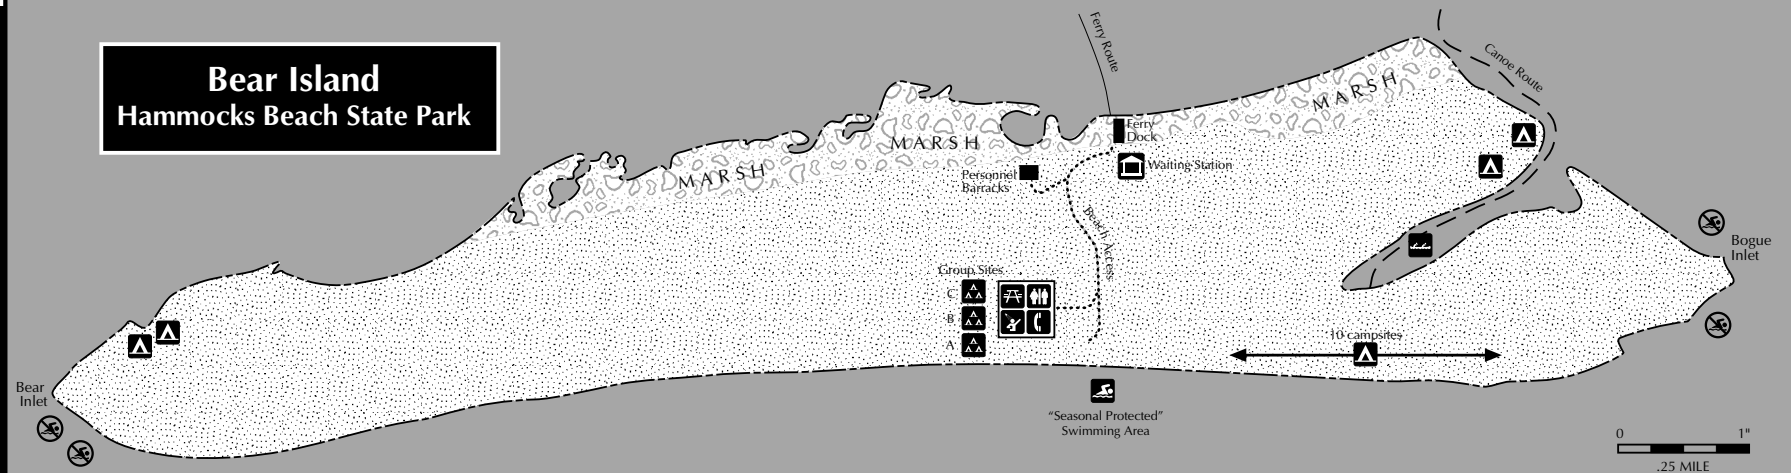 Bear Island
Hammocks Beach State Park
Ferry Route
Canoe Route
MARSH
MARSH
MARSH
Ferry
Dock
Waiting Station
Personnel
Barracks
Beach Access
Bogue
Inlet
Group Sites
C
B
A
10 campsites
Bear
Inlet
"Seasonal Protected"
Swimming Area
0 1"
.25 MILE